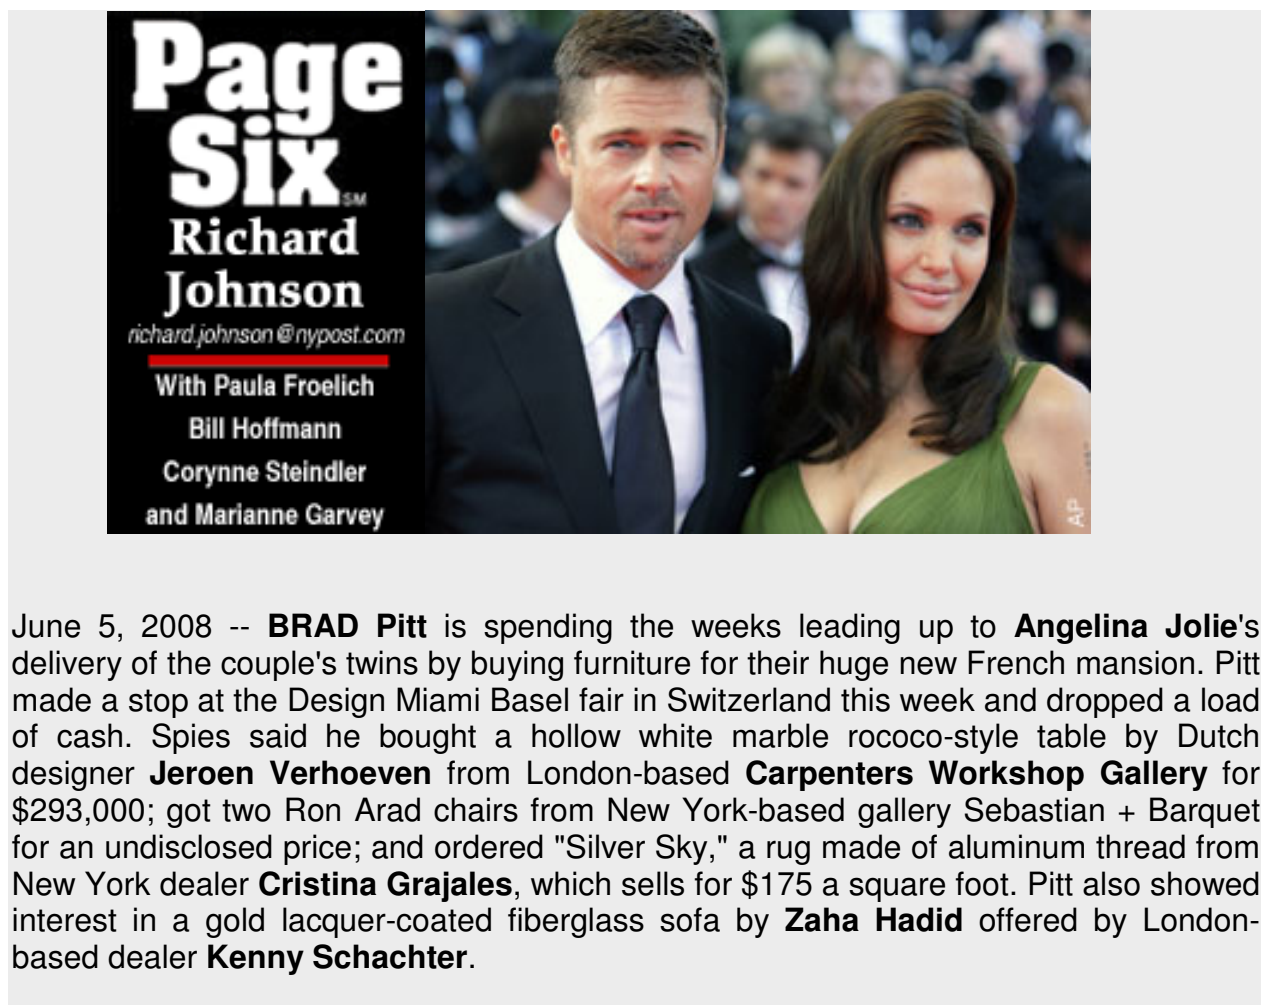 Page
Six
SM
Richard
Johnson
richard.johnson@nypost.com
With Paula Froelich
Bill Hoffmann
Corynne Steindler
and Marianne Garvey
AP
June 5, 2008 -- BRAD Pitt is spending the weeks leading up to Angelina Jolie's
delivery of the couple's twins by buying furniture for their huge new French mansion. Pitt
made a stop at the Design Miami Basel fair in Switzerland this week and dropped a load
of cash. Spies said he bought a hollow white marble rococo-style table by Dutch
designer Jeroen Verhoeven from London-based Carpenters Workshop Gallery for
$293,000; got two Ron Arad chairs from New York-based gallery Sebastian + Barquet
for an undisclosed price; and ordered "Silver Sky," a rug made of aluminum thread from
New York dealer Cristina Grajales, which sells for $175 a square foot. Pitt also showed
interest in a gold lacquer-coated fiberglass sofa by Zaha Hadid offered by London-
based dealer Kenny Schachter.